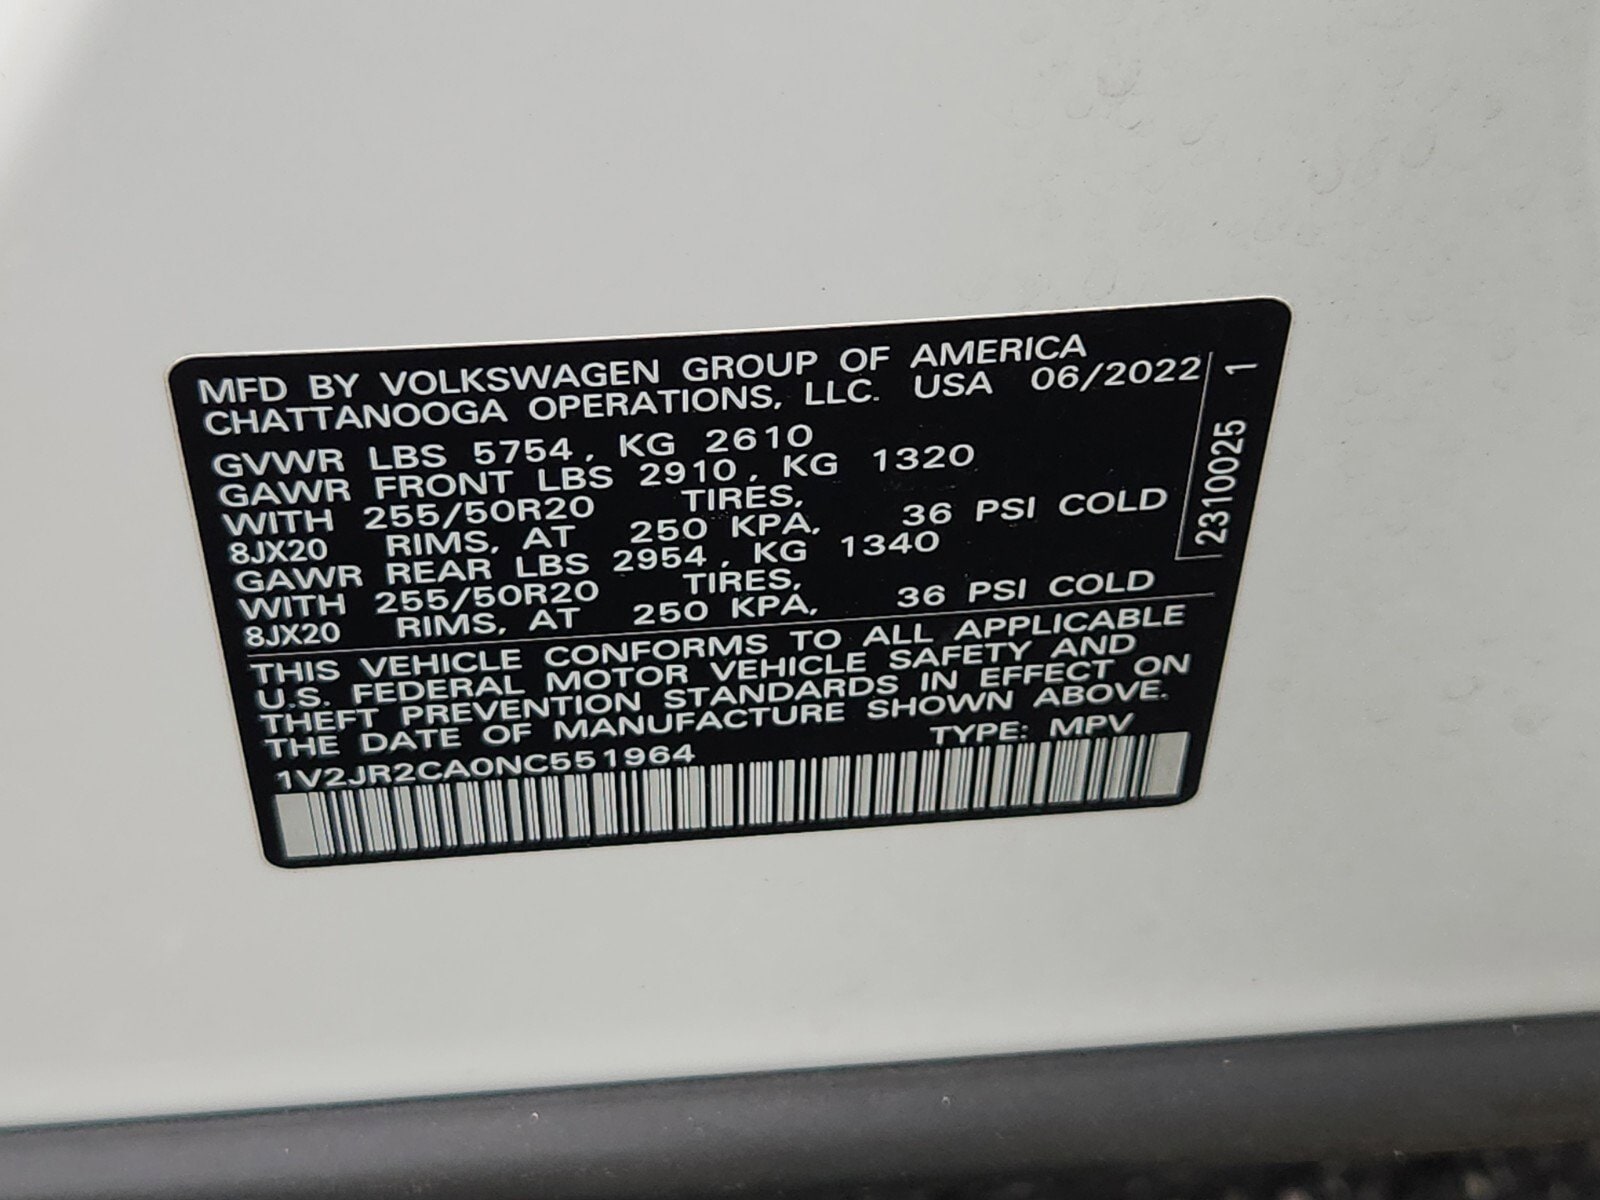 MFD BY VOLKSWAGEN GROUP OF AMERICA
CHATTANOOGA OPERATIONS, LLC. USA 06/2022
GVWR LBS 5754, KG 2610
GAWR FRONT LBS 2910, KG 1320
WITH 255/50R20 TIRES,
8JX20 RIMS, AT 250 KPA, 36 PSI COLD
GAWR REAR LBS 2954, KG 1340
WITH 255/50R20 TIRES,
8JX20 RIMS, AT 250 KPA, 36 PSI COLD
2310025 1
THIS VEHICLE CONFORMS TO ALL APPLICABLE
U.S. FEDERAL MOTOR VEHICLE SAFETY AND
THEFT PREVENTION STANDARDS IN EFFECT ON
THE DATE OF MANUFACTURE SHOWN ABOVE.
1V2JR2CA0NC551964 TYPE: MPV